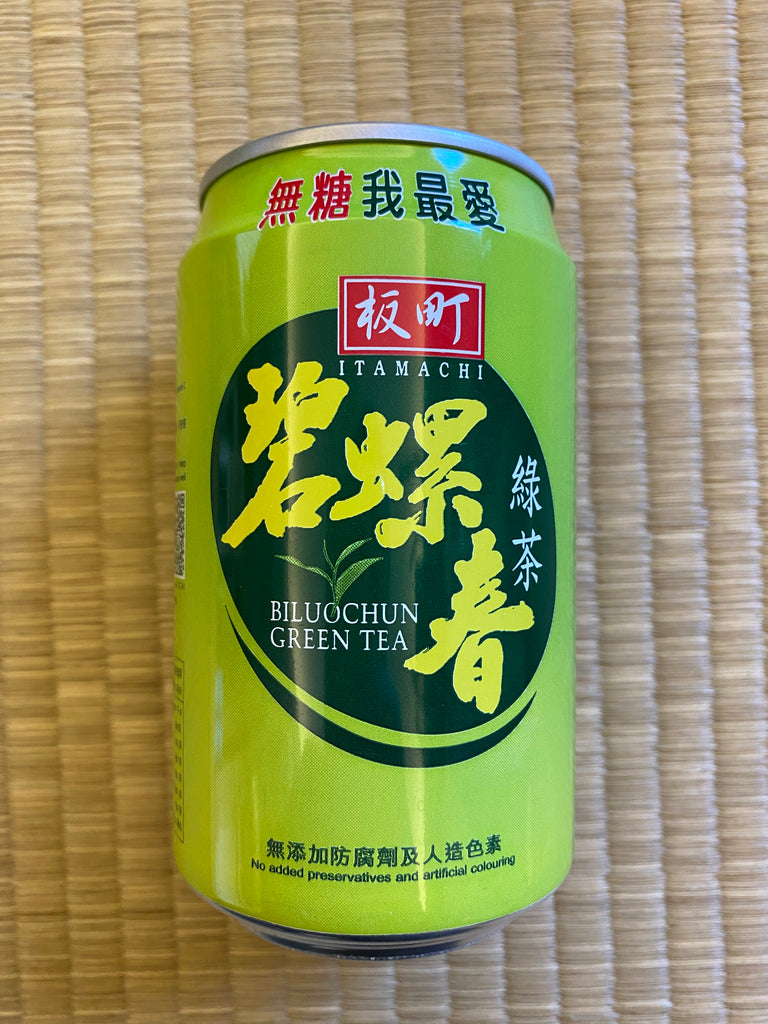 無糖我最愛
板町
ITAMACHI
碧螺春
綠茶
BILUOCHUN
GREEN TEA
無添加防腐劑及人造色素
No added preservatives and artificial colouring